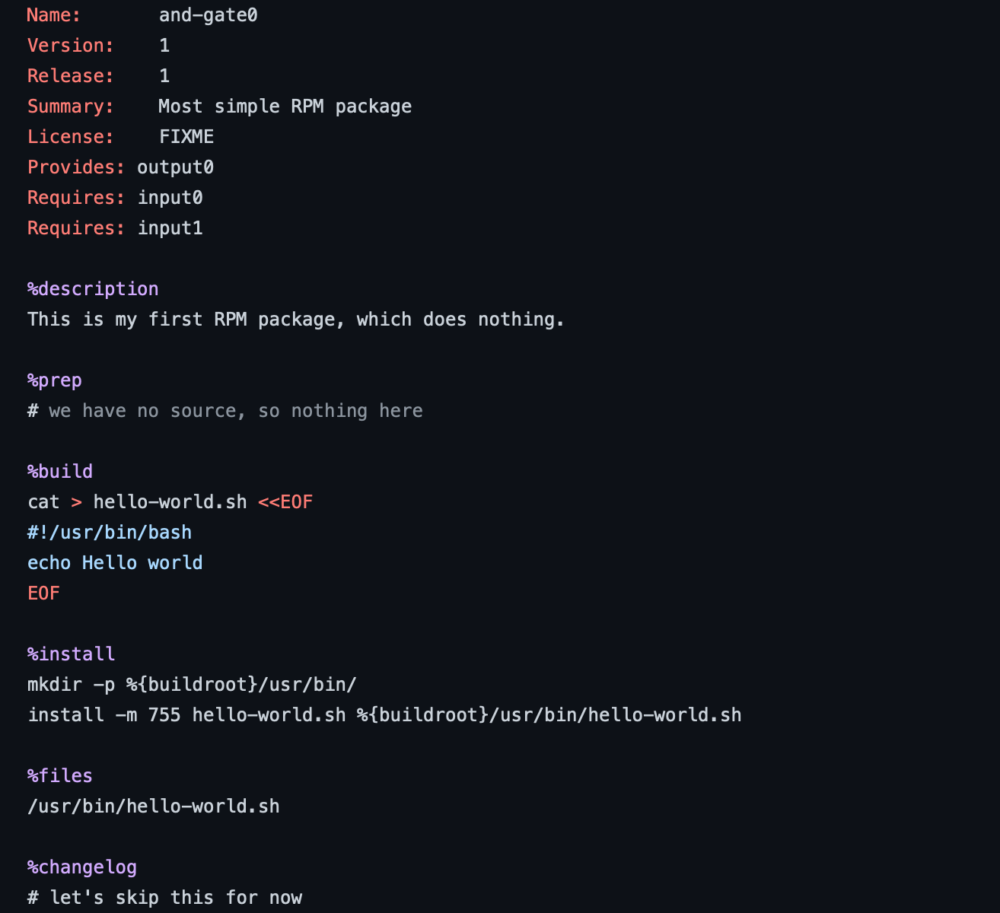 Name:       and-gate0
Version:    1
Release:    1
Summary:    Most simple RPM package
License:    FIXME
Provides: output0
Requires: input0
Requires: input1

%description
This is my first RPM package, which does nothing.

%prep
# we have no source, so nothing here

%build
cat > hello-world.sh <<EOF
#!/usr/bin/bash
echo Hello world
EOF

%install
mkdir -p %{buildroot}/usr/bin/
install -m 755 hello-world.sh %{buildroot}/usr/bin/hello-world.sh

%files
/usr/bin/hello-world.sh

%changelog
# let's skip this for now